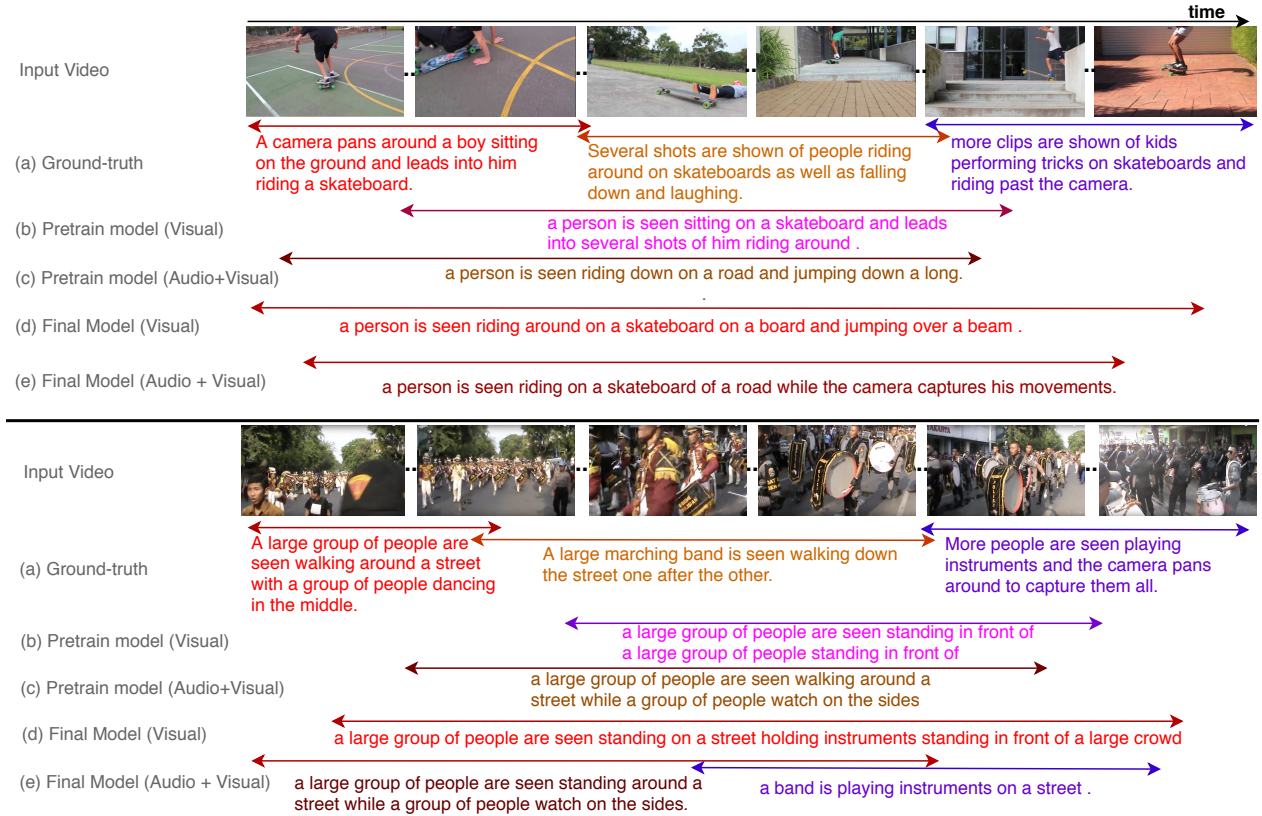 time
Input Video
(a) Ground-truth
A camera pans around a boy sitting
on the ground and leads into him
riding a skateboard.
Several shots are shown of people riding
around on skateboards as well as falling
down and laughing.
more clips are shown of kids
performing tricks on skateboards and
riding past the camera.
(b) Pretrain model (Visual)
a person is seen sitting on a skateboard and leads
into several shots of him riding around .
(c) Pretrain model (Audio+Visual)
a person is seen riding down on a road and jumping down a long.
.
(d) Final Model (Visual)
a person is seen riding around on a skateboard on a board and jumping over a beam .
(e) Final Model (Audio + Visual)
a person is seen riding on a skateboard of a road while the camera captures his movements.
Input Video
(a) Ground-truth
A large group of people are
seen walking around a street
with a group of people dancing
in the middle.
A large marching band is seen walking down
the street one after the other.
More people are seen playing
instruments and the camera pans
around to capture them all.
(b) Pretrain model (Visual)
a large group of people are seen standing in front of
a large group of people standing in front of
(c) Pretrain model (Audio+Visual)
a large group of people are seen walking around a
street while a group of people watch on the sides
(d) Final Model (Visual)
a large group of people are seen standing on a street holding instruments standing in front of a large crowd
(e) Final Model (Audio + Visual)
a large group of people are seen standing around a
street while a group of people watch on the sides.
a band is playing instruments on a street .